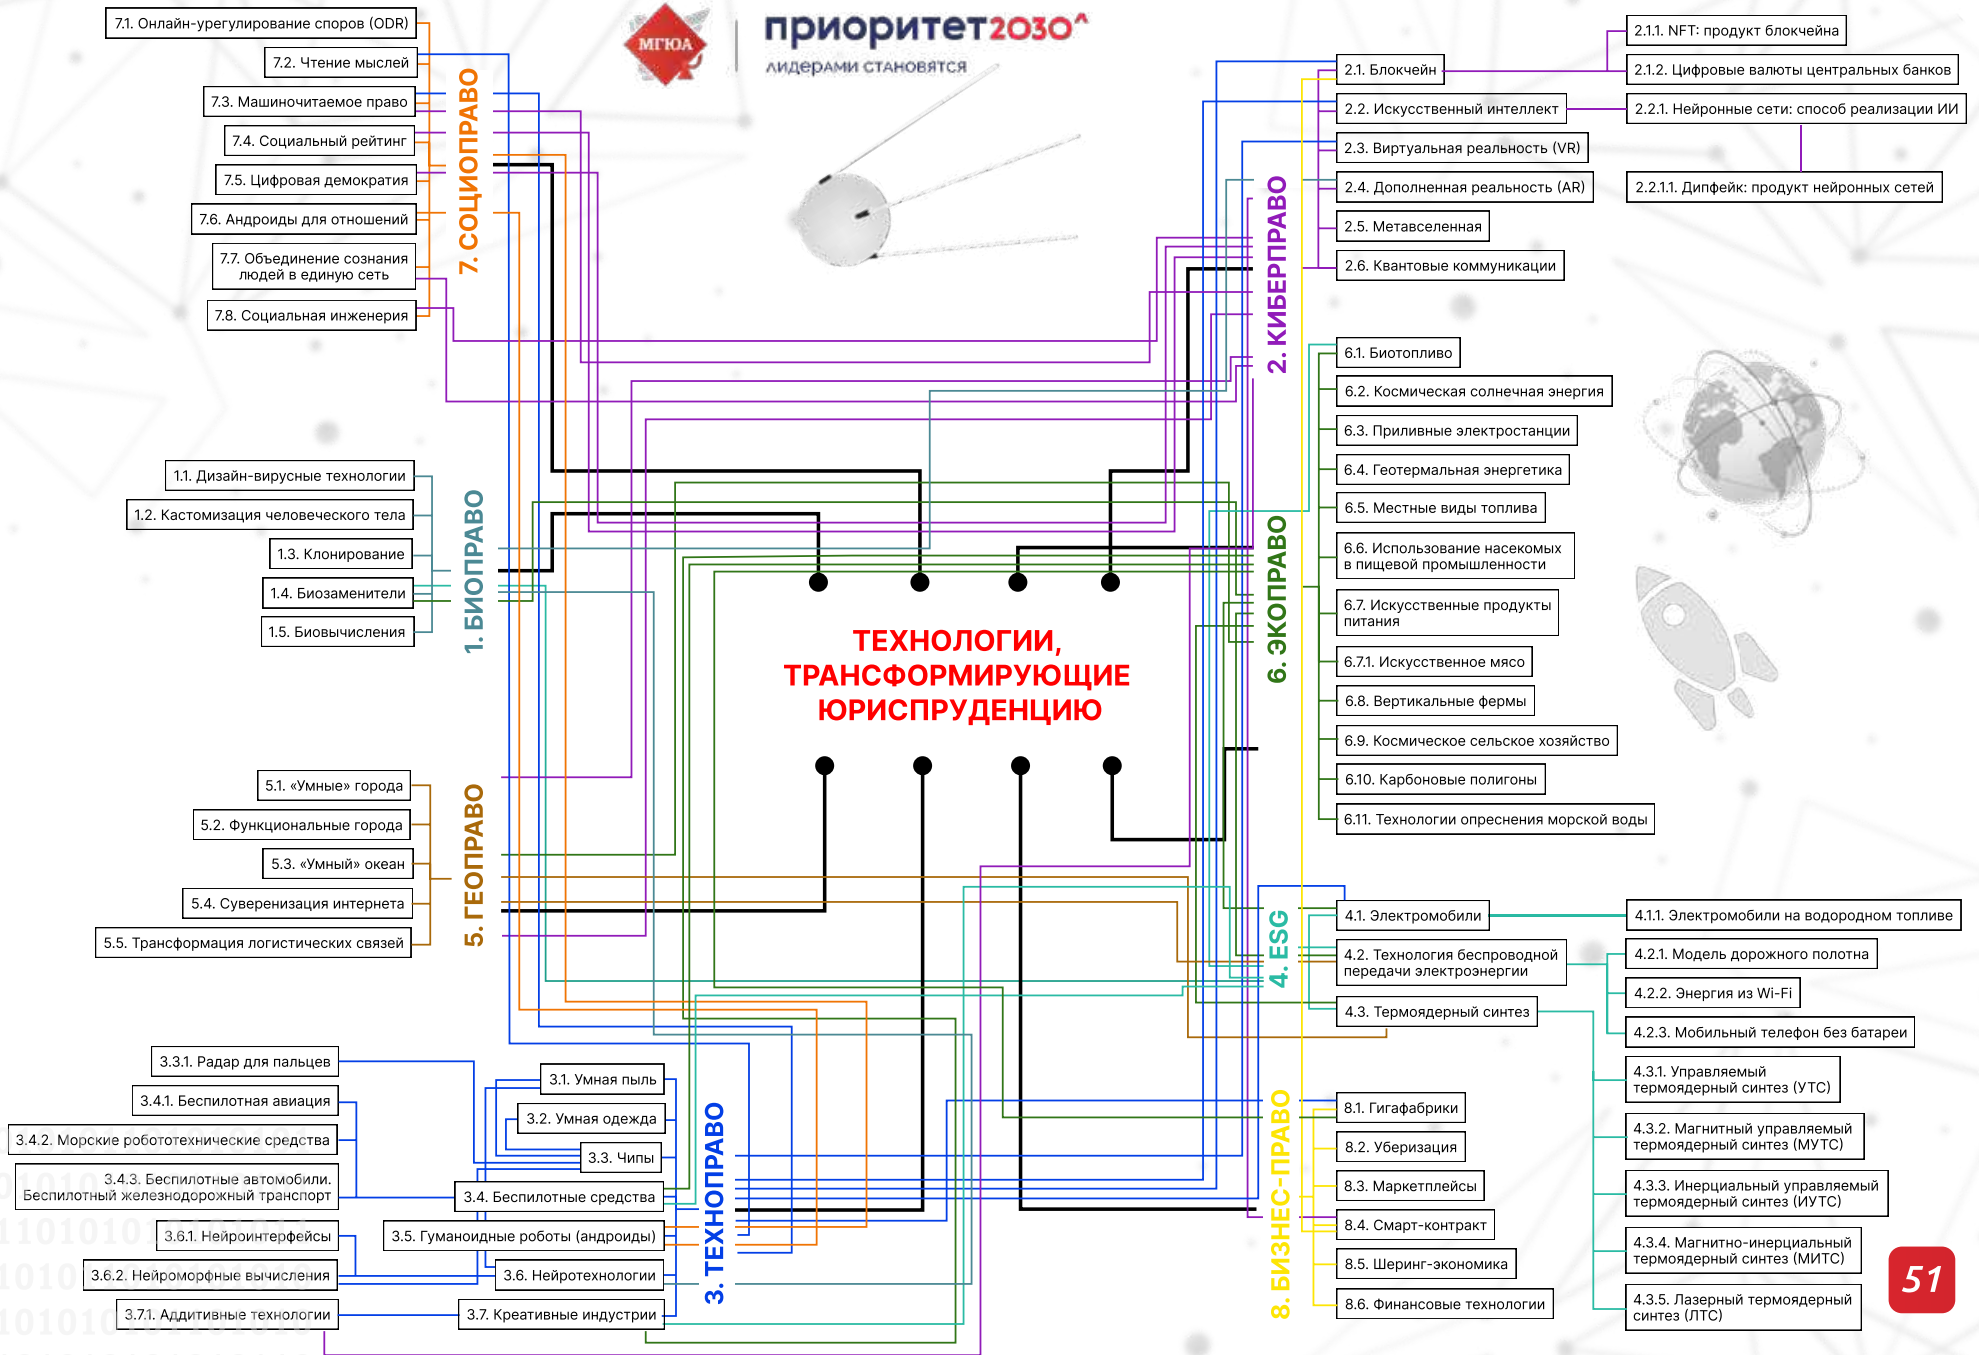 МГЮА
приоритет2030^
лидерами становятся
7.1. Онлайн-урегулирование споров (ODR)
7.2. Чтение мыслей
7.3. Машиночитаемое право
7.4. Социальный рейтинг
7.5. Цифровая демократия
7.6. Андроиды для отношений
7.7. Объединение сознания
людей в единую сеть
7.8. Социальная инженерия
7. СОЦИОПРАВО
2.1. Блокчейн
2.2. Искусственный интеллект
2.3. Виртуальная реальность (VR)
2.4. Дополненная реальность (AR)
2.5. Метавселенная
2.6. Квантовые коммуникации
2. КИБЕРПРАВО
2.1.1. NFT: продукт блокчейна
2.1.2. Цифровые валюты центральных банков
2.2.1. Нейронные сети: способ реализации ИИ
2.2.1.1. Дипфейк: продукт нейронных сетей
1.1. Дизайн-вирусные технологии
1.2. Кастомизация человеческого тела
1.3. Клонирование
1.4. Биозаменители
1.5. Биовычисления
1. БИОПРАВО
6.1. Биотопливо
6.2. Космическая солнечная энергия
6.3. Приливные электростанции
6.4. Геотермальная энергетика
6.5. Местные виды топлива
6.6. Использование насекомых
в пищевой промышленности
6.7. Искусственные продукты
питания
6.7.1. Искусственное мясо
6.8. Вертикальные фермы
6.9. Космическое сельское хозяйство
6.10. Карбоновые полигоны
6.11. Технологии опреснения морской воды
6. ЭКОПРАВО
ТЕХНОЛОГИИ,
ТРАНСФОРМИРУЮЩИЕ
ЮРИСПРУДЕНЦИЮ
5.1. «Умные» города
5.2. Функциональные города
5.3. «Умный» океан
5.4. Суверенизация интернета
5.5. Трансформация логистических связей
5. ГЕОПРАВО
4. ESG
4.1. Электромобили
4.2. Технология беспроводной
передачи электроэнергии
4.3. Термоядерный синтез
4.1.1. Электромобили на водородном топливе
4.2.1. Модель дорожного полотна
4.2.2. Энергия из Wi-Fi
4.2.3. Мобильный телефон без батареи
4.3.1. Управляемый
термоядерный синтез (УТС)
4.3.2. Магнитный управляемый
термоядерный синтез (МУТС)
4.3.3. Инерциальный управляемый
термоядерный синтез (ИУТС)
4.3.4. Магнитно-инерциальный
термоядерный синтез (МИТС)
4.3.5. Лазерный термоядерный
синтез (ЛТС)
3.3.1. Радар для пальцев
3.4.1. Беспилотная авиация
3.4.2. Морские робототехнические средства
3.4.3. Беспилотные автомобили.
Беспилотный железнодорожный транспорт
3.6.1. Нейроинтерфейсы
3.6.2. Нейроморфные вычисления
3.7.1. Аддитивные технологии
3.1. Умная пыль
3.2. Умная одежда
3.3. Чипы
3.4. Беспилотные средства
3.5. Гуманоидные роботы (андроиды)
3.6. Нейротехнологии
3.7. Креативные индустрии
3. ТЕХНОПРАВО
8. БИЗНЕС-ПРАВО
8.1. Гигафабрики
8.2. Уберизация
8.3. Маркетплейсы
8.4. Смарт-контракт
8.5. Шеринг-экономика
8.6. Финансовые технологии
51